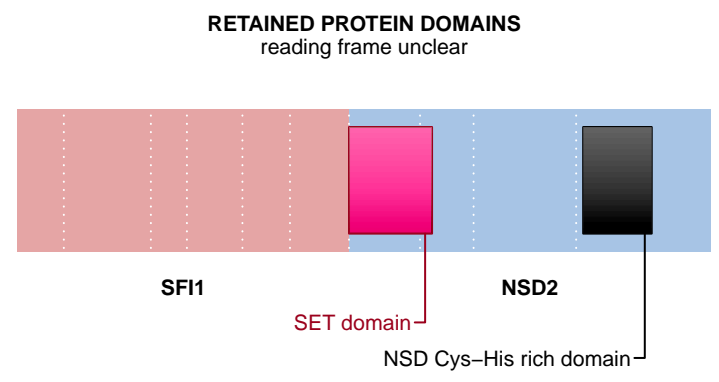 RETAINED PROTEIN DOMAINS
reading frame unclear
SFI1
NSD2
SET domain
NSD Cys−His rich domain